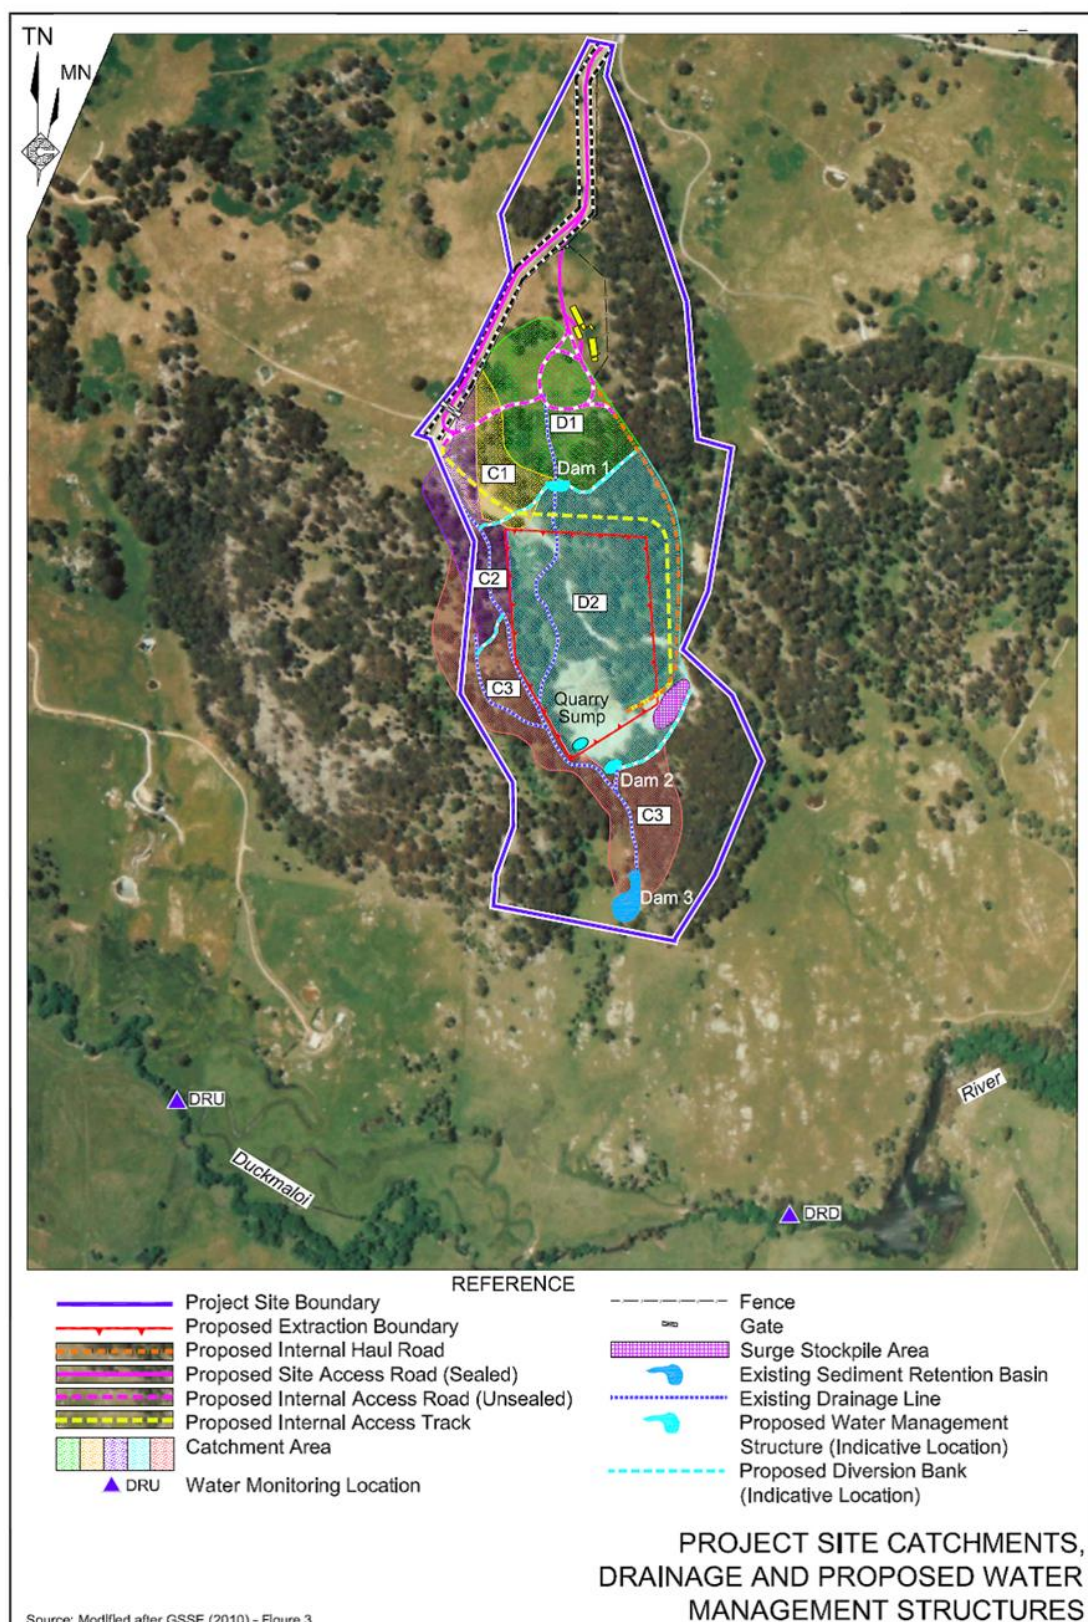 TN
MN
D1
C1
Dam 1
C2
D2
C3
Quarry
Sump
Dam 2
C3
Dam 3
DRU
River
Duckmaloi
DRD
REFERENCE
Project Site Boundary
Proposed Extraction Boundary
Proposed Internal Haul Road
Proposed Site Access Road (Sealed)
Proposed Internal Access Road (Unsealed)
Proposed Internal Access Track
Catchment Area
DRU Water Monitoring Location
Fence
Gate
Surge Stockpile Area
Existing Sediment Retention Basin
Existing Drainage Line
Proposed Water Management
Structure (Indicative Location)
Proposed Diversion Bank
(Indicative Location)
PROJECT SITE CATCHMENTS,
DRAINAGE AND PROPOSED WATER
MANAGEMENT STRUCTURES
Source: Modified after GSSE (2010) - Figure 3